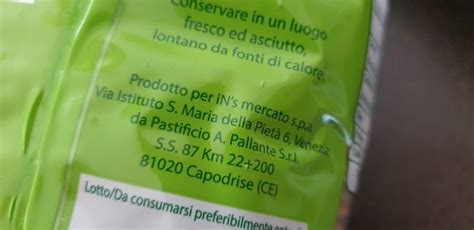 Conservare in un luogo
fresco ed asciutto,
lontano da fonti di calore.
Prodotto per iN's mercato s.p.a.
Via Istituto S. Maria della Pietà 6, Venezia
da Pastificio A. Pallante S.r.l.
S.S. 87 Km 22+200
81020 Capodrise (CE)
Lotto/Da consumarsi preferibilmente